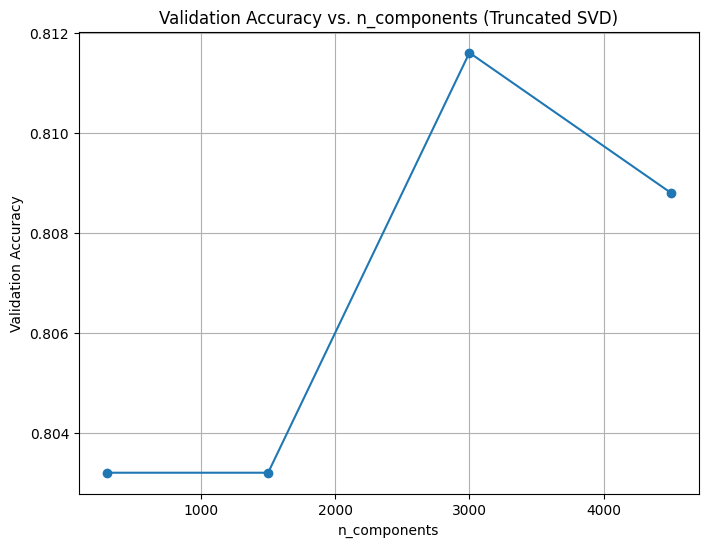 Validation Accuracy vs. n_components (Truncated SVD)
0.812
0.810
0.808
0.806
0.804
Validation Accuracy
1000 2000 3000 4000
n_components